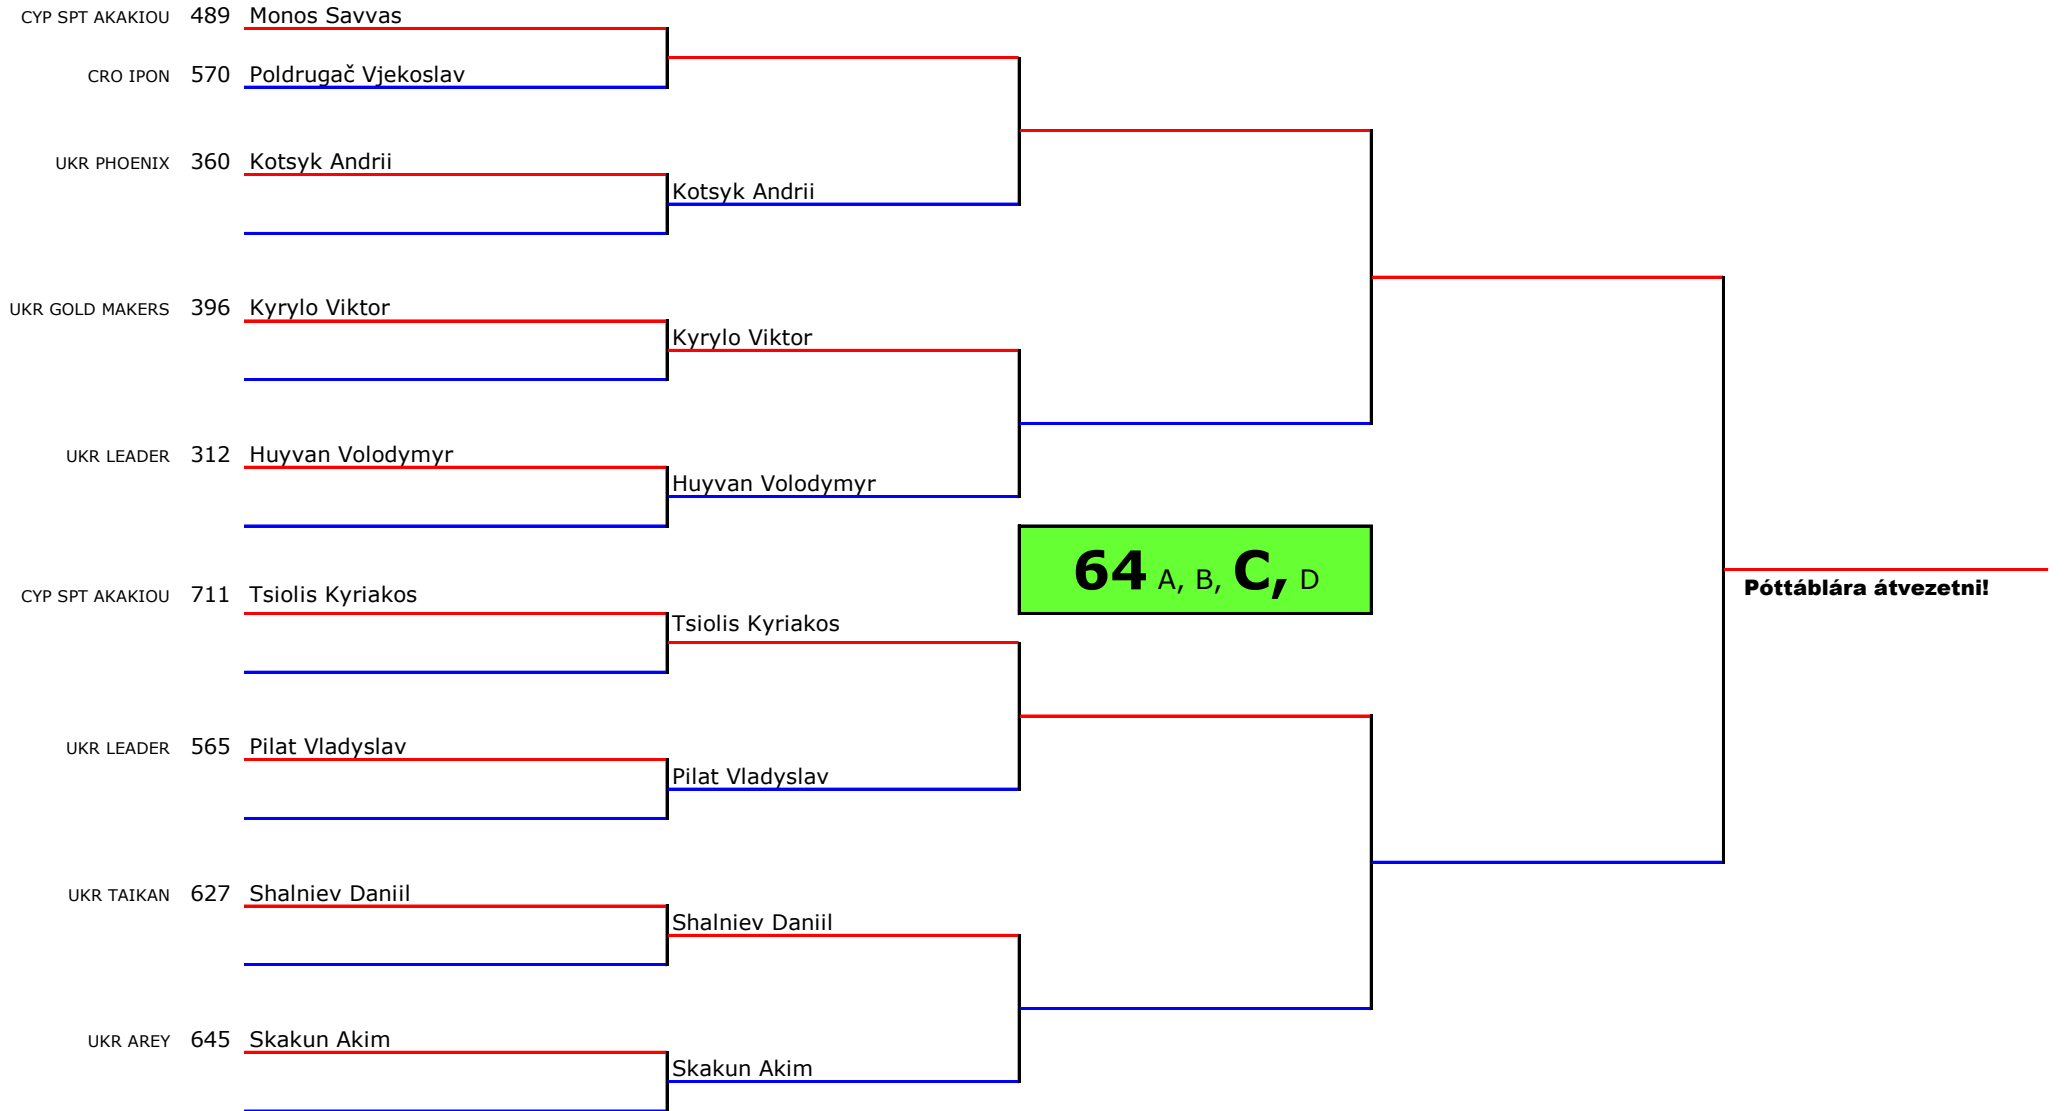 CYP SPT AKAKIOU 489 Monos Savvas
CRO IPON 570 Poldrugač Vjekoslav
UKR PHOENIX 360 Kotsyk Andrii
Kotsyk Andrii
UKR GOLD MAKERS 396 Kyrylo Viktor
Kyrylo Viktor
UKR LEADER 312 Huyvan Volodymyr
Huyvan Volodymyr
64 A, B, C, D
CYP SPT AKAKIOU 711 Tsiolis Kyriakos
Póttáblára átvezetni!
Tsiolis Kyriakos
UKR LEADER 565 Pilat Vladyslav
Pilat Vladyslav
UKR TAIKAN 627 Shalniev Daniil
Shalniev Daniil
UKR AREY 645 Skakun Akim
Skakun Akim